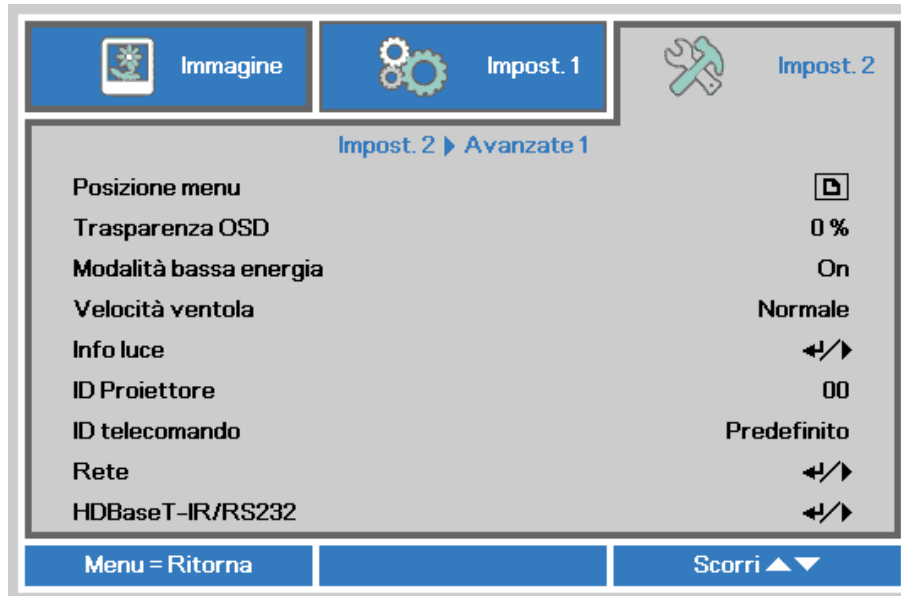 Immagine
Impost. 1
Impost. 2
Impost. 2 Avanzate 1
Posizione menu
Trasparenza OSD 0 %
Modalità bassa energia On
Velocità ventola Normale
Info luce
ID Proiettore 00
ID telecomando Predefinito
Rete
HDBaseT-IR/RS232
Menu = Ritorna Scorri